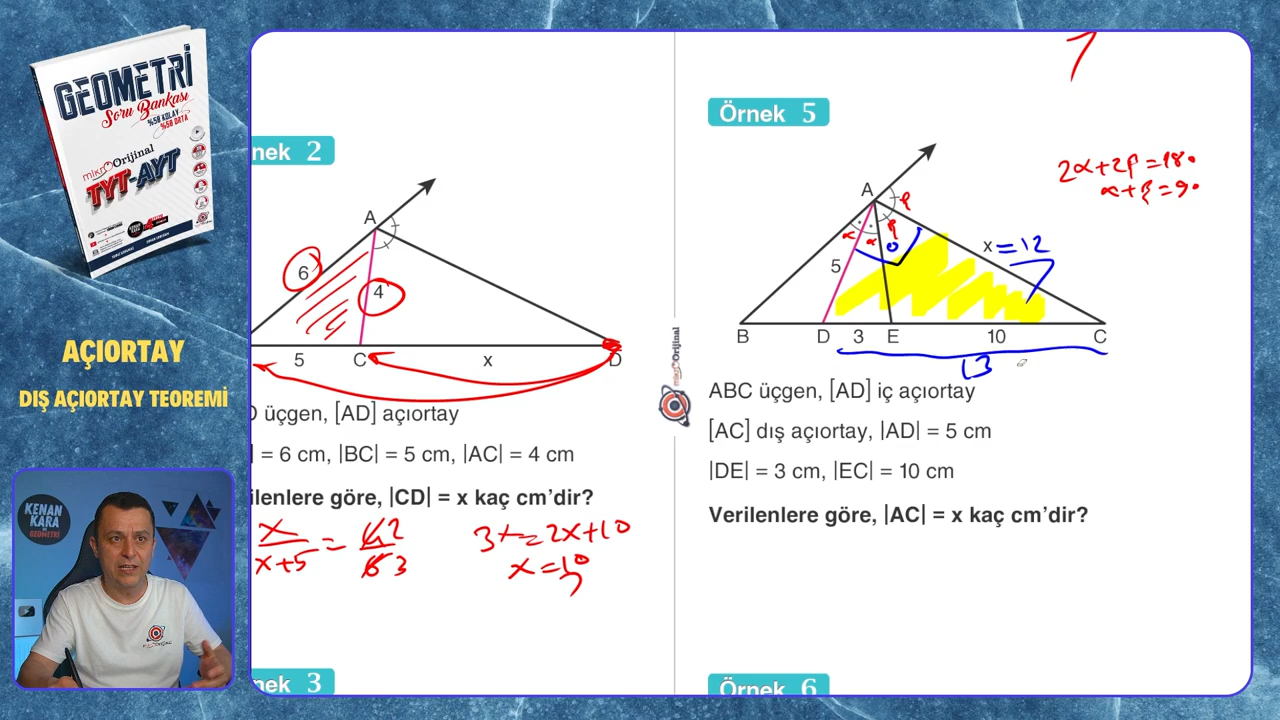 GEOMETRİ
Soru Bankası
%50 KOLAY
%50 ORTA
mikro Orijinal
TYT-AYT
AÇIORTAY
DIŞ AÇIORTAY TEOREMİ
KENAN
KARA
GEOMETRİ
nek 2
A
6
4
5
C
x
D
üçgen, [AD] açıortay
= 6 cm, |BC| = 5 cm, |AC| = 4 cm
ilenlere göre, |CD| = x kaç cm'dir?
x/x+5 = 4 2/6 3
3x = 2x+10
x = 10
nek 3
mikro Orijinal
Örnek 5
2α+2β=180
α+β=90
A
α
α
β
β
x = 12
5
B
D
3
E
10
C
13
ABC üçgen, [AD] iç açıortay
[AC] dış açıortay, |AD| = 5 cm
|DE| = 3 cm, |EC| = 10 cm
Verilenlere göre, |AC| = x kaç cm'dir?
Örnek 6